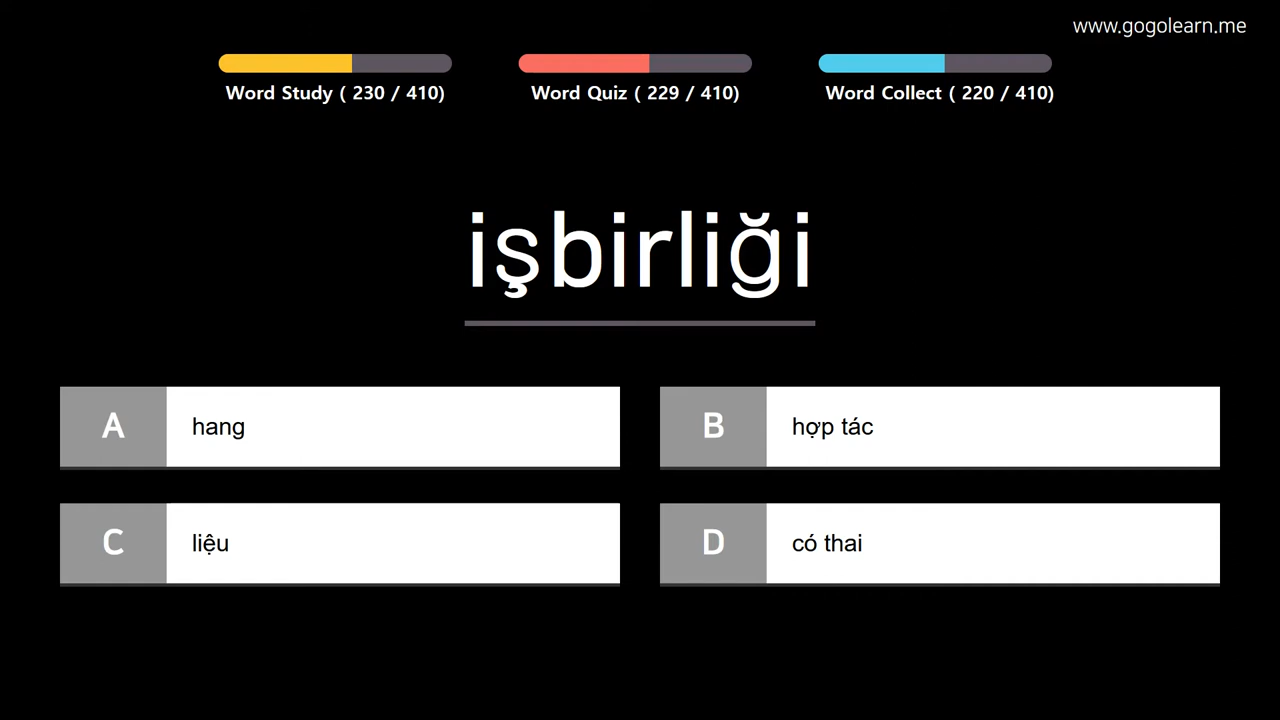 www.gogolearn.me
Word Study ( 230 / 410)
Word Quiz ( 229 / 410)
Word Collect ( 220 / 410)
işbirliği
A
hang
B
hợp tác
C
liệu
D
có thai